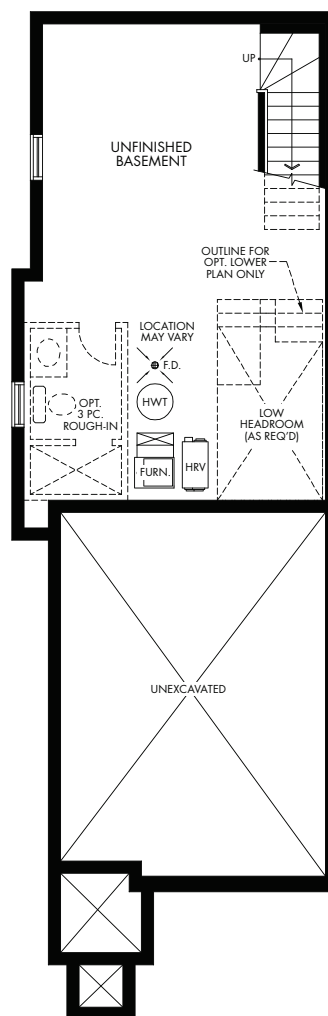 UP
UNFINISHED
BASEMENT
OUTLINE FOR
OPT. LOWER
PLAN ONLY
LOCATION
MAY VARY
F.D.
HWT
OPT.
3 PC.
ROUGH-IN
LOW
HEADROOM
(AS REQ'D)
FURN.
HRV
UNEXCAVATED